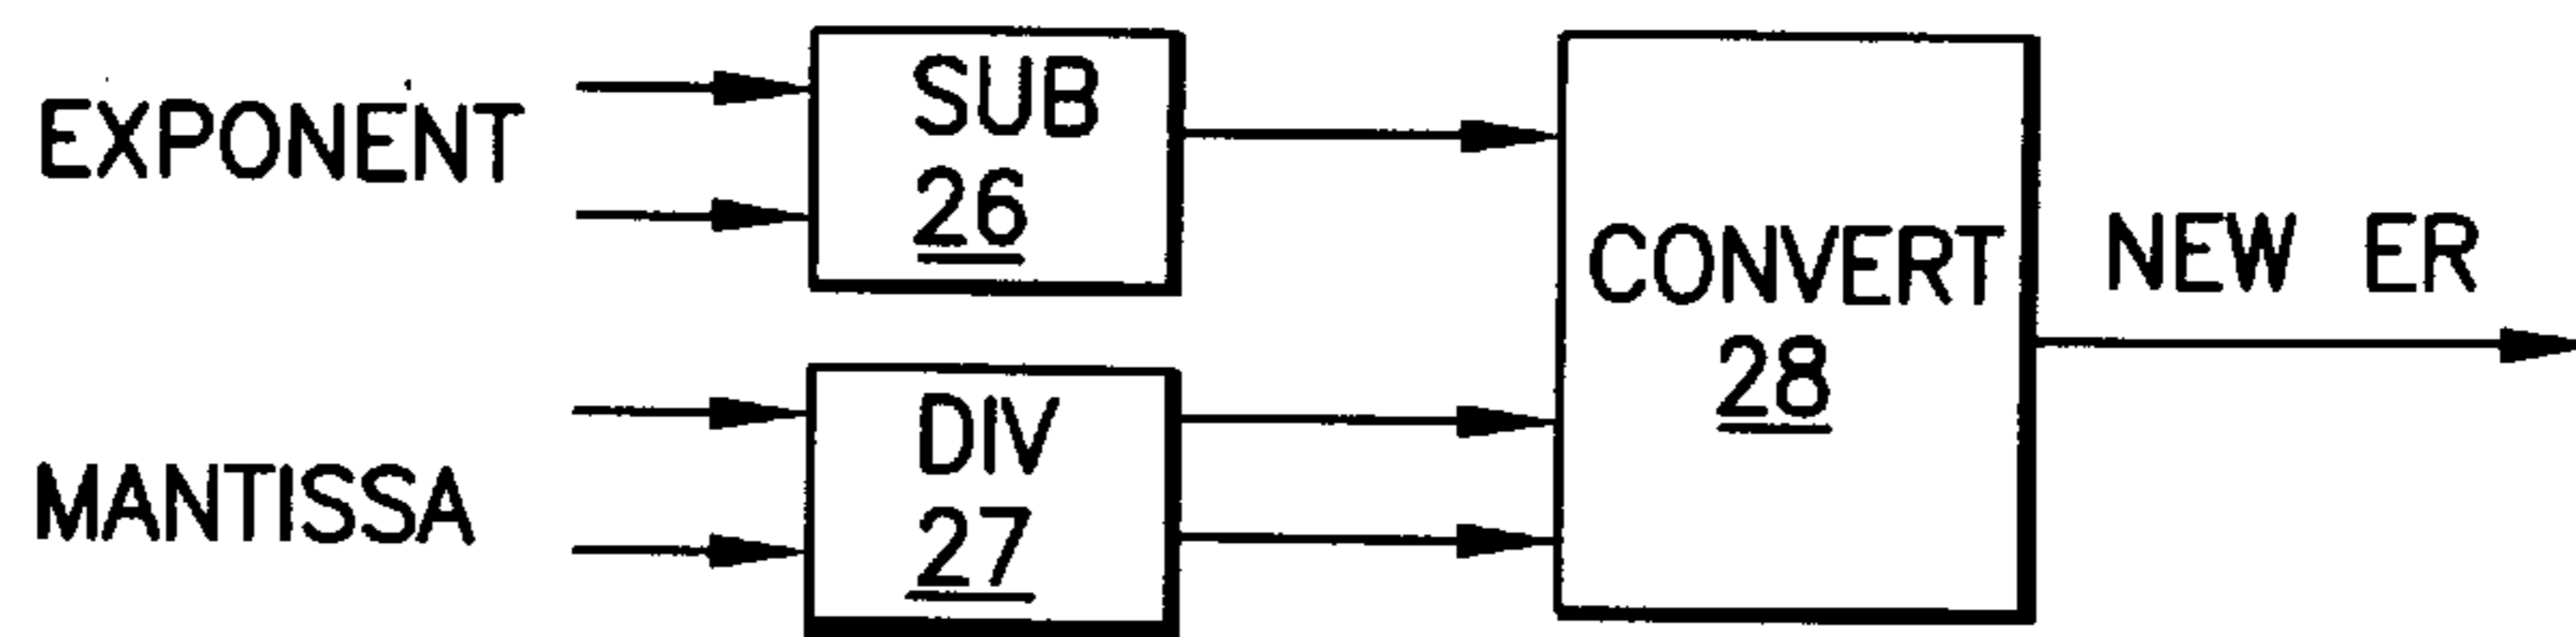 EXPONENT
SUB
26
MANTISSA
DIV
27
CONVERT
28
NEW ER